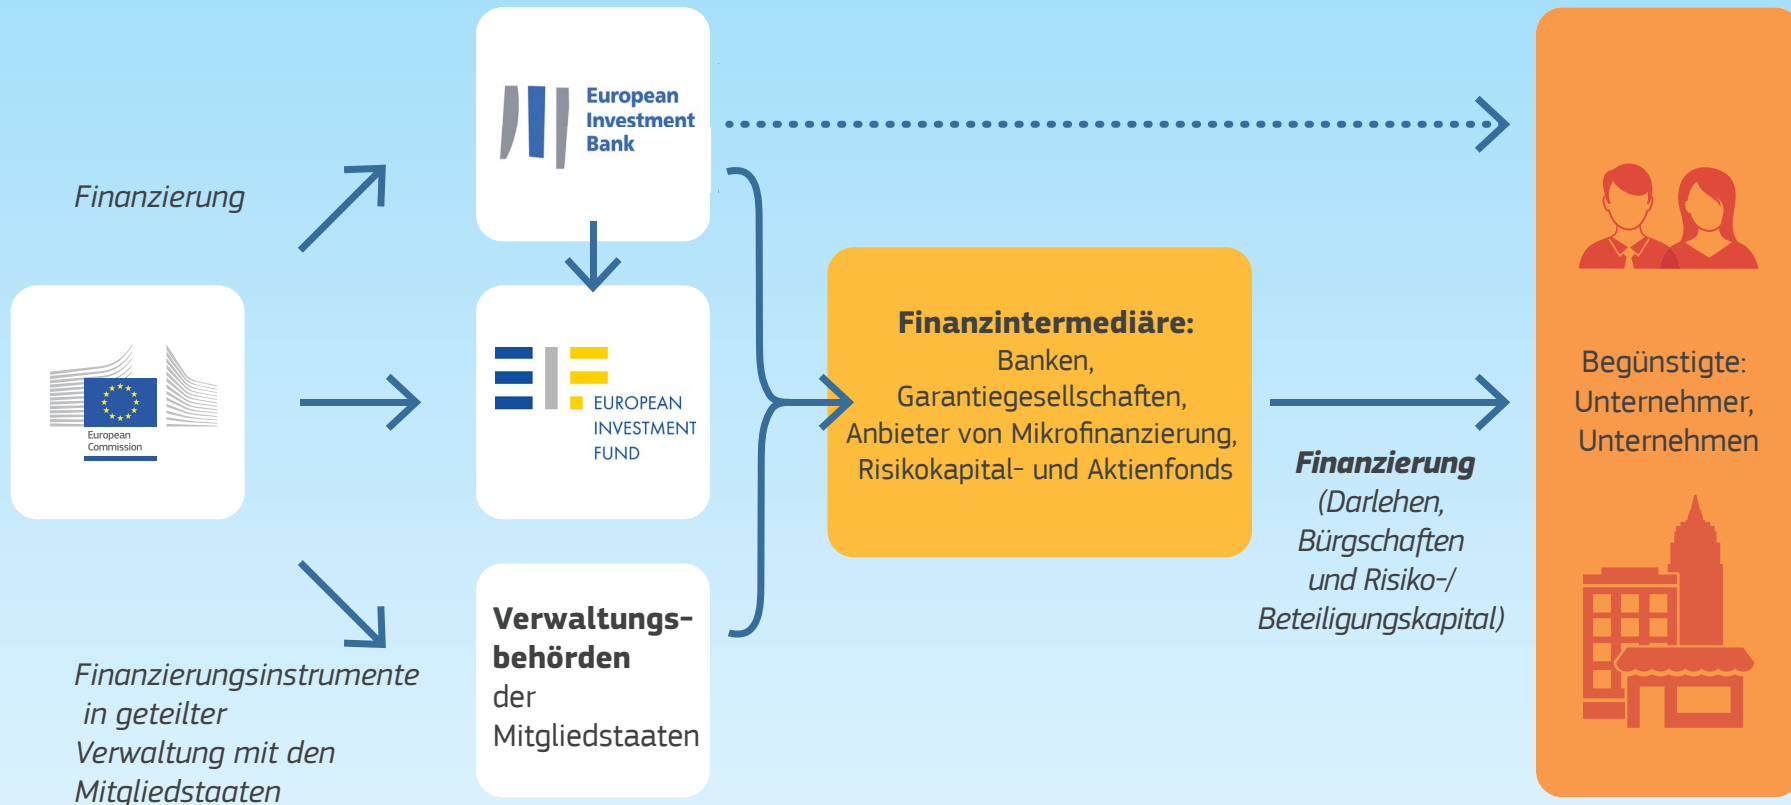 Finanzierung
European
Commission
Finanzierungsinstrumente
in geteilter
Verwaltung mit den
Mitgliedstaaten
European
Investment
Bank
EIF
EUROPEAN
INVESTMENT
FUND
Verwaltungs-
behörden
der
Mitgliedstaaten
Finanzintermediäre:
Banken,
Garantiegesellschaften,
Anbieter von Mikrofinanzierung,
Risikokapital- und Aktienfonds
Finanzierung
(Darlehen,
Bürgschaften
und Risiko-/
Beteiligungskapital)
Begünstigte:
Unternehmer,
Unternehmen